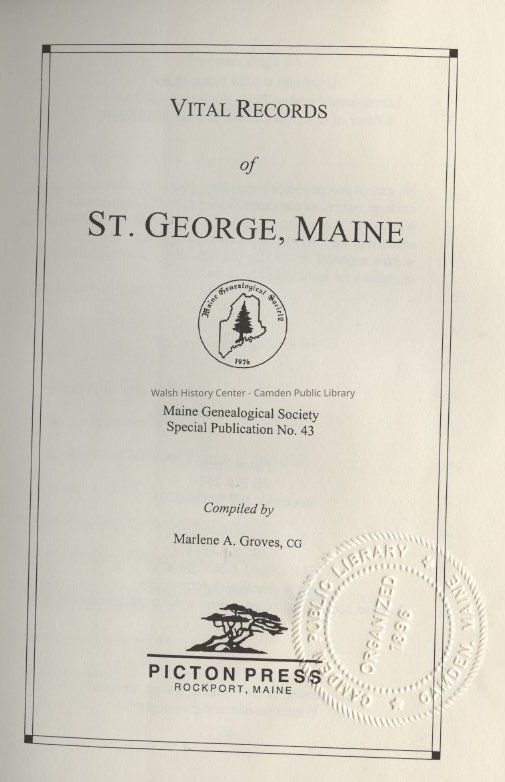 VITAL RECORDS
of
ST. GEORGE, MAINE
Maine Genealogical Society
1976
Walsh History Center - Camden Public Library
Maine Genealogical Society
Special Publication No. 43
Compiled by
Marlene A. Groves, CG
PICTON PRESS
ROCKPORT, MAINE
CAMDEN PUBLIC LIBRARY
CAMDEN, MAINE
ORGANIZED
1896